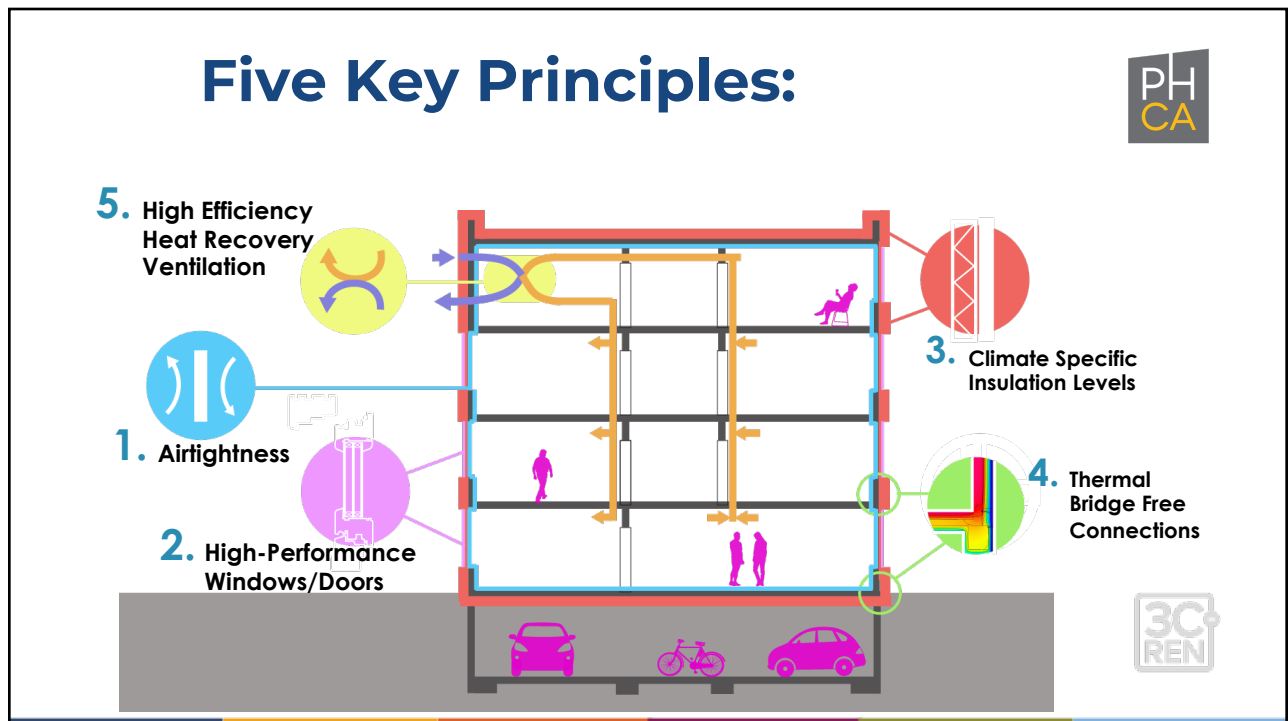 Five Key Principles:
PH
CA
5. High Efficiency
Heat Recovery
Ventilation
1. Airtightness
2. High-Performance
Windows/Doors
3. Climate Specific
Insulation Levels
4. Thermal
Bridge Free
Connections
3C
REN